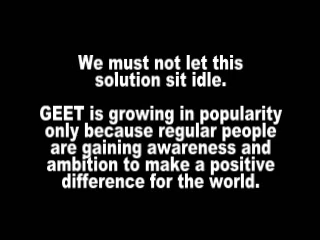 We must not let this
solution sit idle.
GEET is growing in popularity
only because regular people
are gaining awareness and
ambition to make a positive
difference for the world.